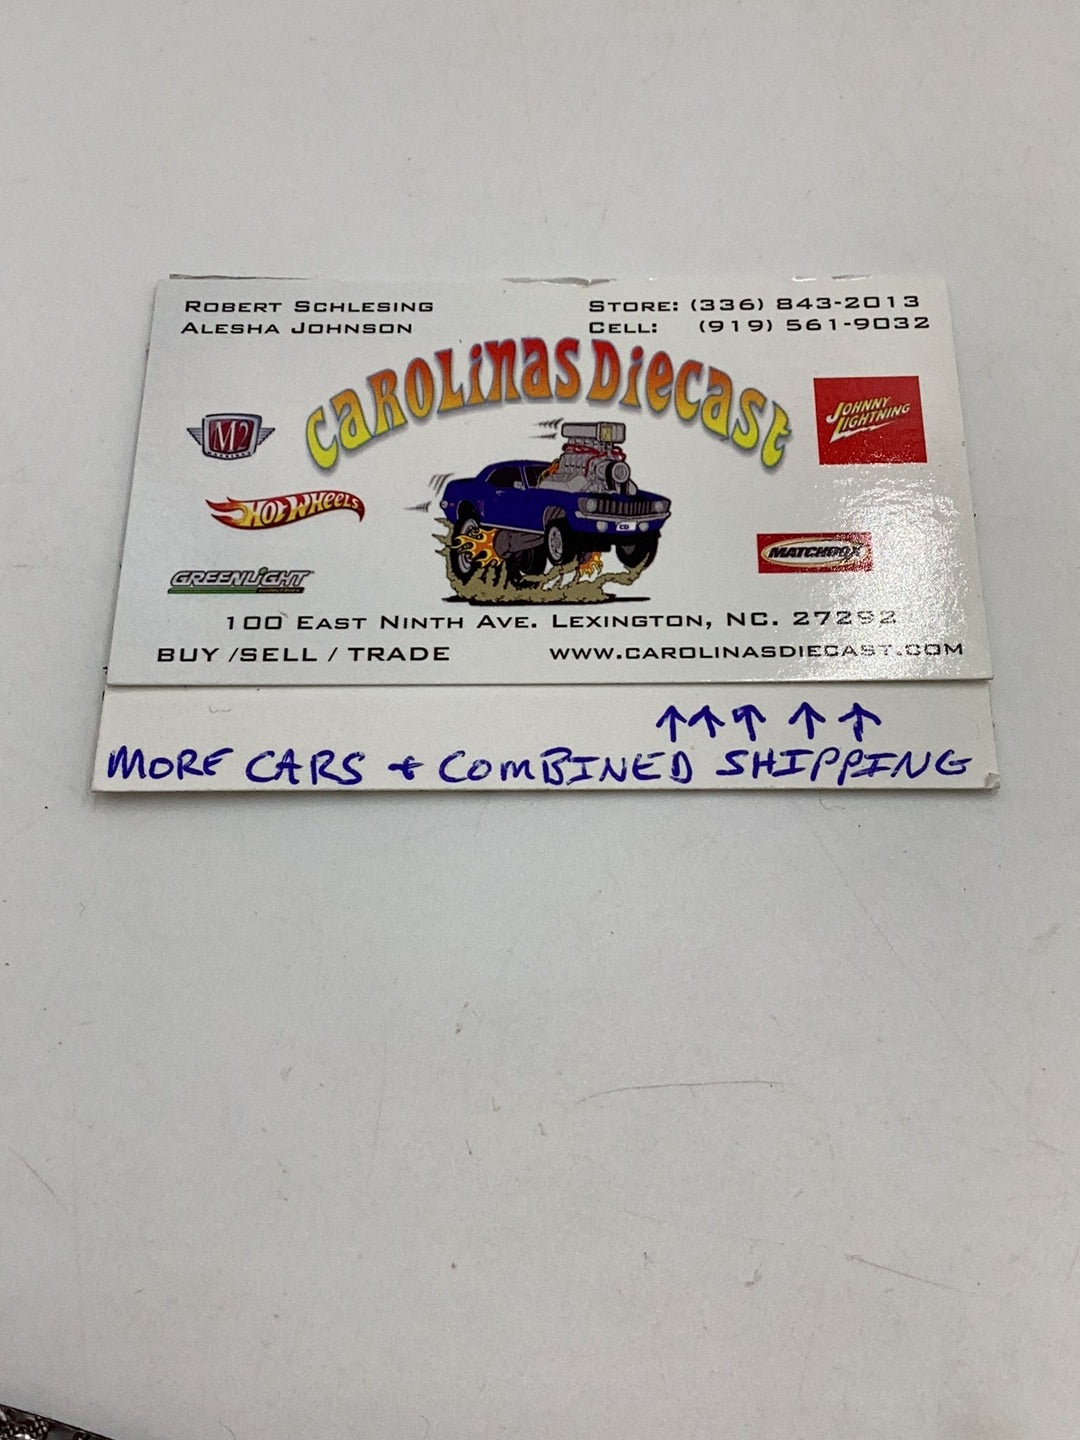 ROBERT SCHLESING
ALESHA JOHNSON
STORE: (336) 843-2013
CELL: (919) 561-9032
CAROLINAS DIECAST
M2
JOHNNY
LIGHTNING
HOT WHEELS
MATCHBOX
GREENLIGHT
100 EAST NINTH AVE. LEXINGTON, NC. 27292
BUY /SELL / TRADE
WWW.CAROLINASDIECAST.COM
↑↑↑ ↑ ↑
MORE CARS + COMBINED SHIPPING